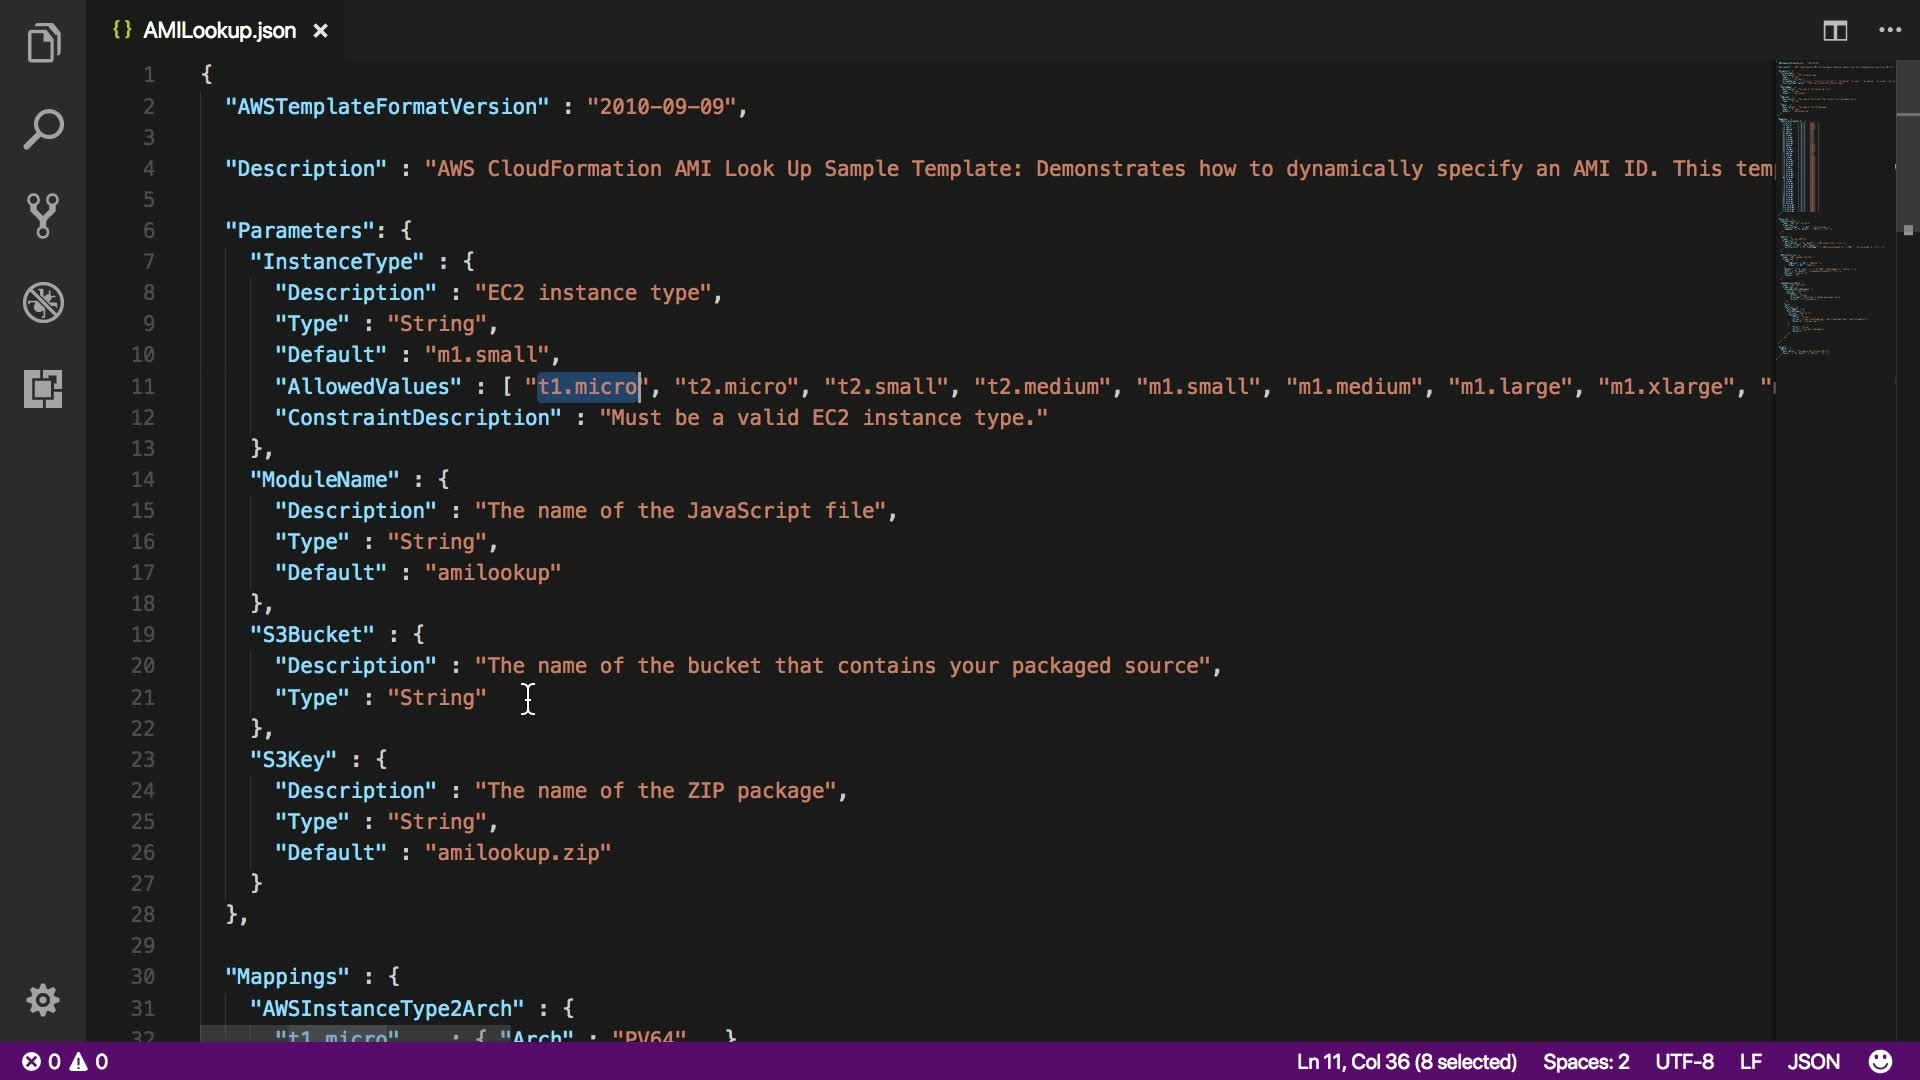 {} AMILookup.json ×
1 {
2 "AWSTemplateFormatVersion" : "2010-09-09",
3
4 "Description" : "AWS CloudFormation AMI Look Up Sample Template: Demonstrates how to dynamically specify an AMI ID. This tem
5
6 "Parameters": {
7 "InstanceType" : {
8 "Description" : "EC2 instance type",
9 "Type" : "String",
10 "Default" : "m1.small",
11 "AllowedValues" : [ "t1.micro", "t2.micro", "t2.small", "t2.medium", "m1.small", "m1.medium", "m1.large", "m1.xlarge", "
12 "ConstraintDescription" : "Must be a valid EC2 instance type."
13 },
14 "ModuleName" : {
15 "Description" : "The name of the JavaScript file",
16 "Type" : "String",
17 "Default" : "amilookup"
18 },
19 "S3Bucket" : {
20 "Description" : "The name of the bucket that contains your packaged source",
21 "Type" : "String"
22 },
23 "S3Key" : {
24 "Description" : "The name of the ZIP package",
25 "Type" : "String",
26 "Default" : "amilookup.zip"
27 }
28 },
29
30 "Mappings" : {
31 "AWSInstanceType2Arch" : {
32 "t1.micro" : { "Arch" : "PV64" }
0 0 Ln 11, Col 36 (8 selected) Spaces: 2 UTF-8 LF JSON